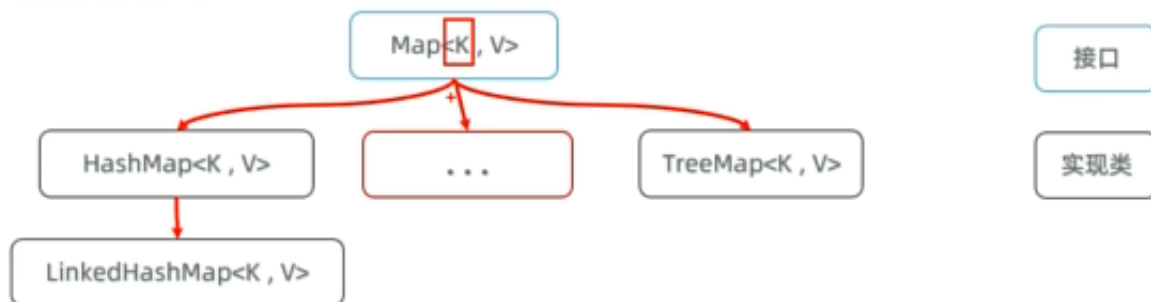 Map<K , V>
接口
HashMap<K , V>
...
TreeMap<K , V>
实现类
LinkedHashMap<K , V>